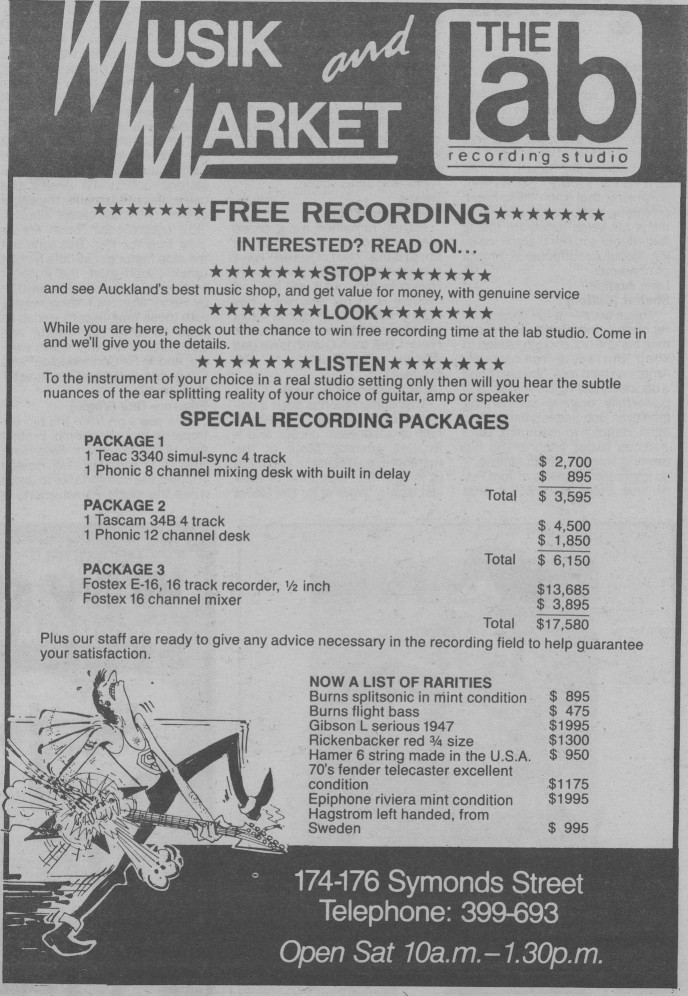 MUSIK and MARKET
THE lab
recording studio
★★★★★★★FREE RECORDING★★★★★★★
INTERESTED? READ ON...
★★★★★★★STOP★★★★★★★
and see Auckland's best music shop, and get value for money, with genuine service
★★★★★★★LOOK★★★★★★★
While you are here, check out the chance to win free recording time at the lab studio. Come in
and we'll give you the details.
★★★★★★★LISTEN★★★★★★★
To the instrument of your choice in a real studio setting only then will you hear the subtle
nuances of the ear splitting reality of your choice of guitar, amp or speaker
SPECIAL RECORDING PACKAGES
PACKAGE 1
1 Teac 3340 simul-sync 4 track $ 2,700
1 Phonic 8 channel mixing desk with built in delay $ 895
Total $ 3,595
PACKAGE 2
1 Tascam 34B 4 track $ 4,500
1 Phonic 12 channel desk $ 1,850
Total $ 6,150
PACKAGE 3
Fostex E-16, 16 track recorder, ½ inch $13,685
Fostex 16 channel mixer $ 3,895
Total $17,580
Plus our staff are ready to give any advice necessary in the recording field to help guarantee
your satisfaction.
NOW A LIST OF RARITIES
Burns splitsonic in mint condition $ 895
Burns flight bass $ 475
Gibson L serious 1947 $1995
Rickenbacker red ¾ size $1300
Hamer 6 string made in the U.S.A. $ 950
70's fender telecaster excellent
condition $1175
Epiphone riviera mint condition $1995
Hagstrom left handed, from
Sweden $ 995
174-176 Symonds Street
Telephone: 399-693
Open Sat 10a.m.–1.30p.m.